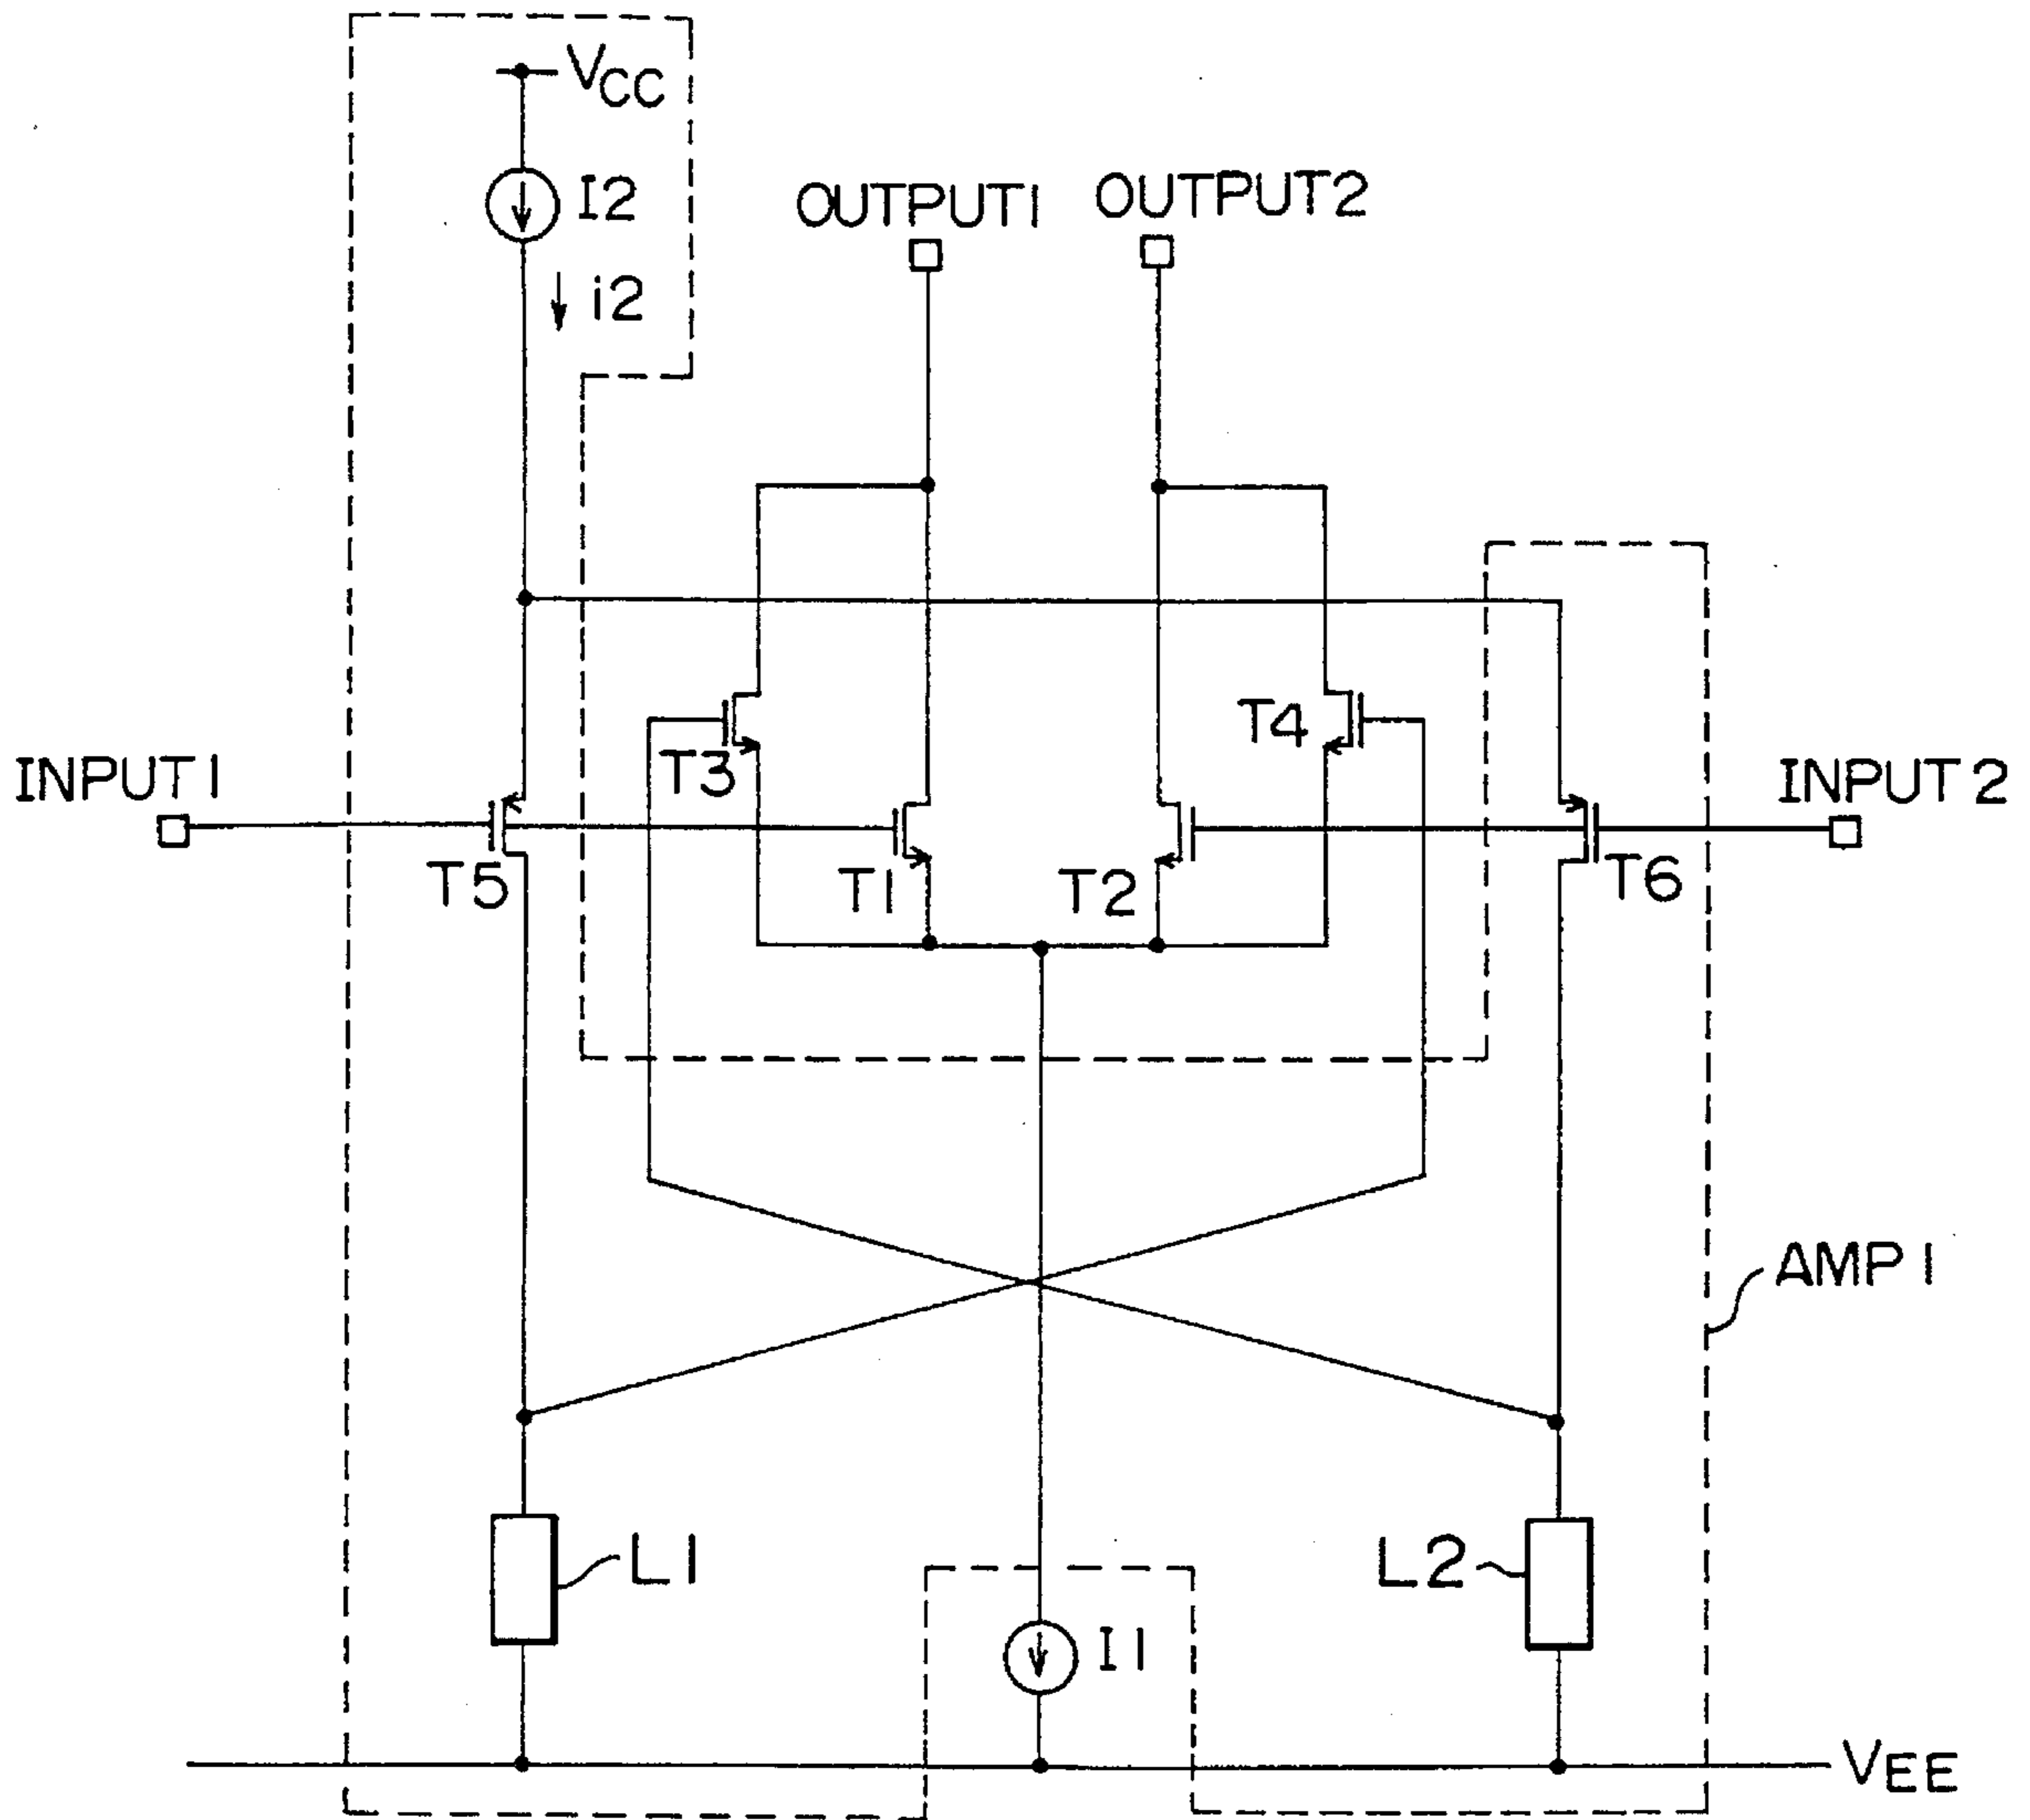 VCC
I2
i2
OUTPUT1
OUTPUT2
T3
T4
INPUT1
INPUT2
T5
T1
T2
T6
AMP1
L1
L2
I1
VEE